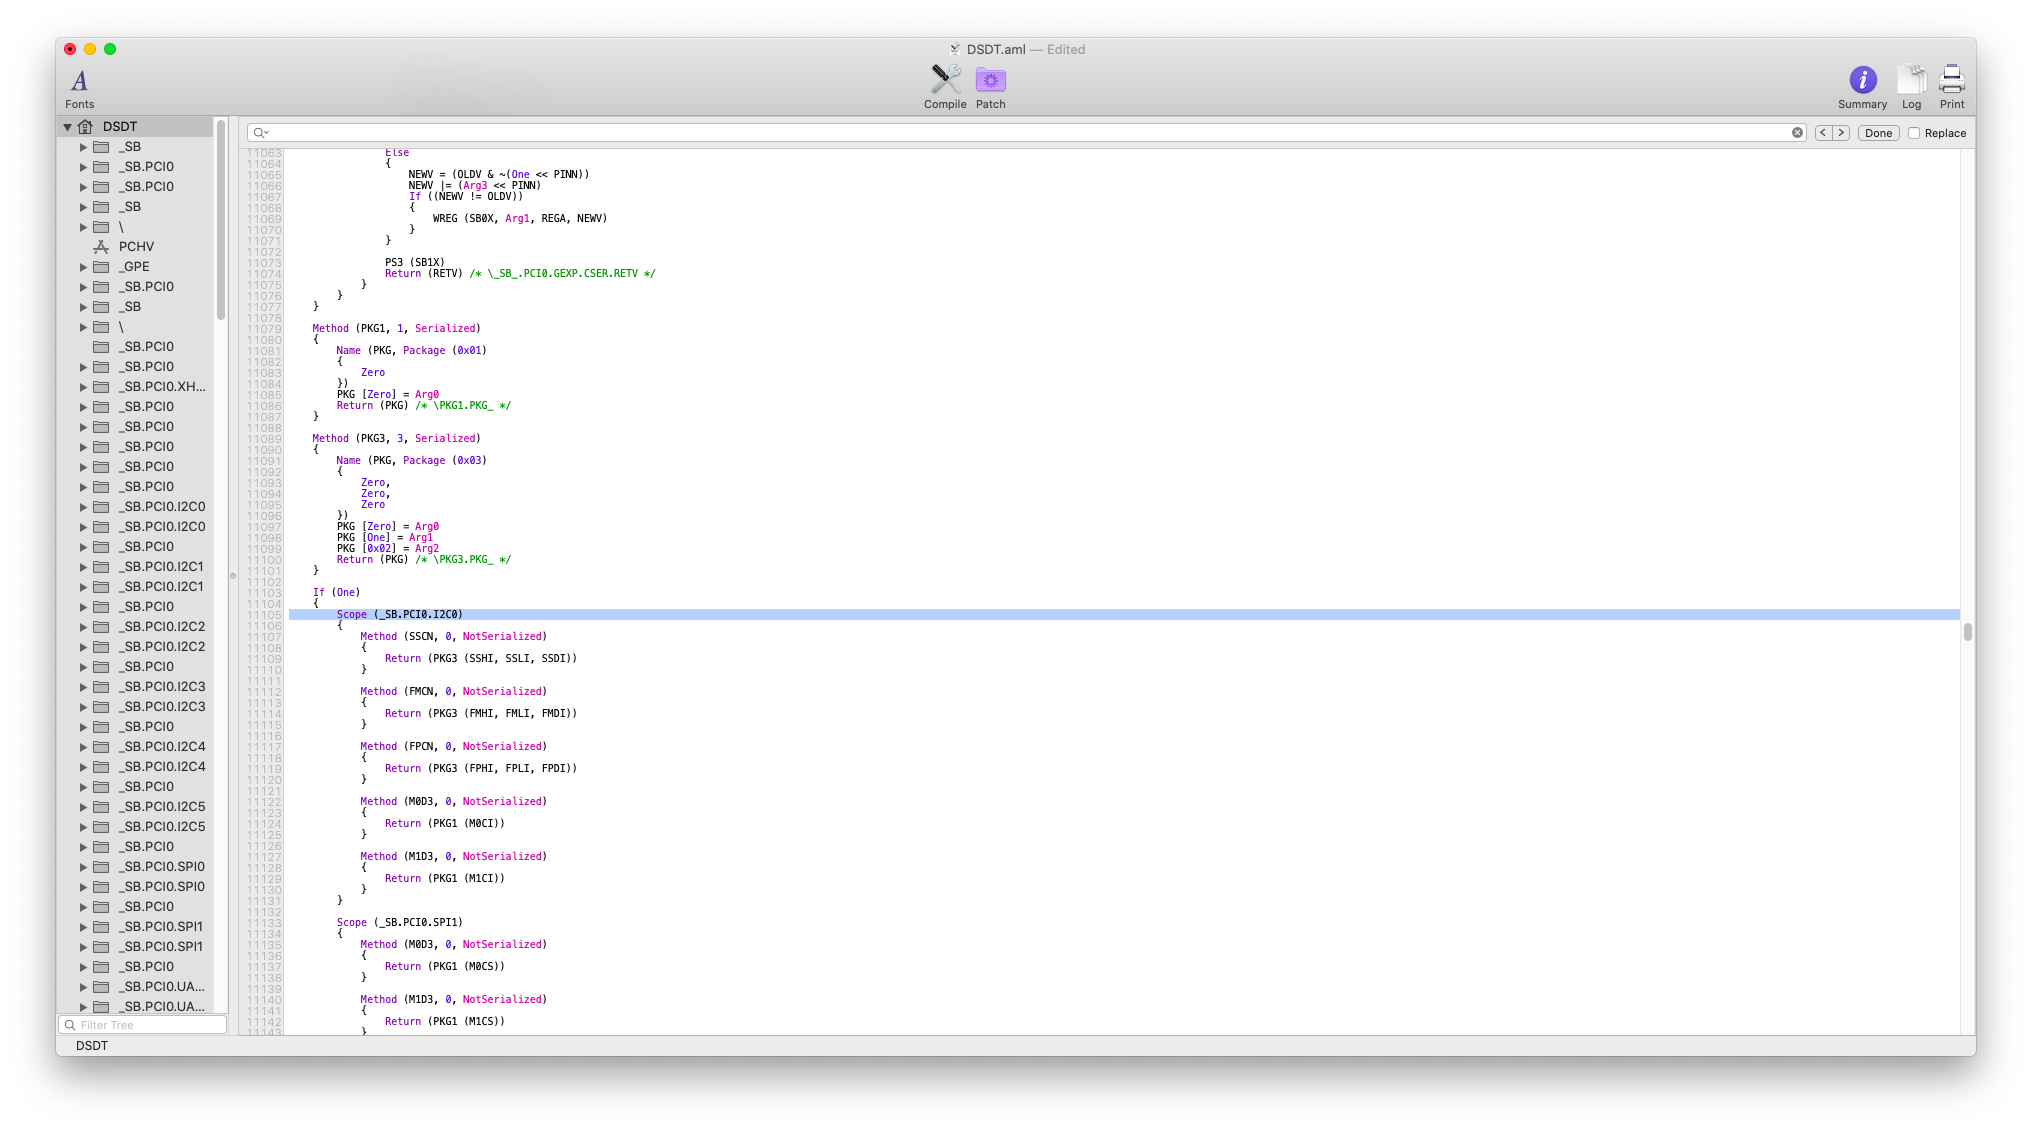 DSDT.aml — Edited
Fonts
Compile
Patch
Summary
Log
Print
DSDT
_SB
_SB.PCI0
_SB.PCI0
_SB
\
PCHV
_GPE
_SB.PCI0
_SB
\
_SB.PCI0
_SB.PCI0
_SB.PCI0.XH...
_SB.PCI0
_SB.PCI0
_SB.PCI0
_SB.PCI0
_SB.PCI0
_SB.PCI0.I2C0
_SB.PCI0.I2C0
_SB.PCI0
_SB.PCI0.I2C1
_SB.PCI0.I2C1
_SB.PCI0
_SB.PCI0.I2C2
_SB.PCI0.I2C2
_SB.PCI0
_SB.PCI0.I2C3
_SB.PCI0.I2C3
_SB.PCI0
_SB.PCI0.I2C4
_SB.PCI0.I2C4
_SB.PCI0
_SB.PCI0.I2C5
_SB.PCI0.I2C5
_SB.PCI0
_SB.PCI0.SPI0
_SB.PCI0.SPI0
_SB.PCI0
_SB.PCI0.SPI1
_SB.PCI0.SPI1
_SB.PCI0
_SB.PCI0.UA...
_SB.PCI0.UA...
Filter Tree
DSDT
< > Done Replace
11063 Else
11064 {
11065 NEWV = (OLDV & ~(One << PINN))
11066 NEWV |= (Arg3 << PINN)
11067 If ((NEWV != OLDV))
11068 {
11069 WREG (SB0X, Arg1, REGA, NEWV)
11070 }
11071 }
11072
11073 PS3 (SB1X)
11074 Return (RETV) /* \_SB_.PCI0.GEXP.CSER.RETV */
11075 }
11076 }
11077 }
11078
11079 Method (PKG1, 1, Serialized)
11080 {
11081 Name (PKG, Package (0x01)
11082 {
11083 Zero
11084 })
11085 PKG [Zero] = Arg0
11086 Return (PKG) /* \PKG1.PKG_ */
11087 }
11088
11089 Method (PKG3, 3, Serialized)
11090 {
11091 Name (PKG, Package (0x03)
11092 {
11093 Zero,
11094 Zero,
11095 Zero
11096 })
11097 PKG [Zero] = Arg0
11098 PKG [One] = Arg1
11099 PKG [0x02] = Arg2
11100 Return (PKG) /* \PKG3.PKG_ */
11101 }
11102
11103 If (One)
11104 {
11105 Scope (_SB.PCI0.I2C0)
11106 {
11107 Method (SSCN, 0, NotSerialized)
11108 {
11109 Return (PKG3 (SSHI, SSLI, SSDI))
11110 }
11111
11112 Method (FMCN, 0, NotSerialized)
11113 {
11114 Return (PKG3 (FMHI, FMLI, FMDI))
11115 }
11116
11117 Method (FPCN, 0, NotSerialized)
11118 {
11119 Return (PKG3 (FPHI, FPLI, FPDI))
11120 }
11121
11122 Method (M0D3, 0, NotSerialized)
11123 {
11124 Return (PKG1 (M0CI))
11125 }
11126
11127 Method (M1D3, 0, NotSerialized)
11128 {
11129 Return (PKG1 (M1CI))
11130 }
11131 }
11132
11133 Scope (_SB.PCI0.SPI1)
11134 {
11135 Method (M0D3, 0, NotSerialized)
11136 {
11137 Return (PKG1 (M0CS))
11138 }
11139
11140 Method (M1D3, 0, NotSerialized)
11141 {
11142 Return (PKG1 (M1CS))
11143 }